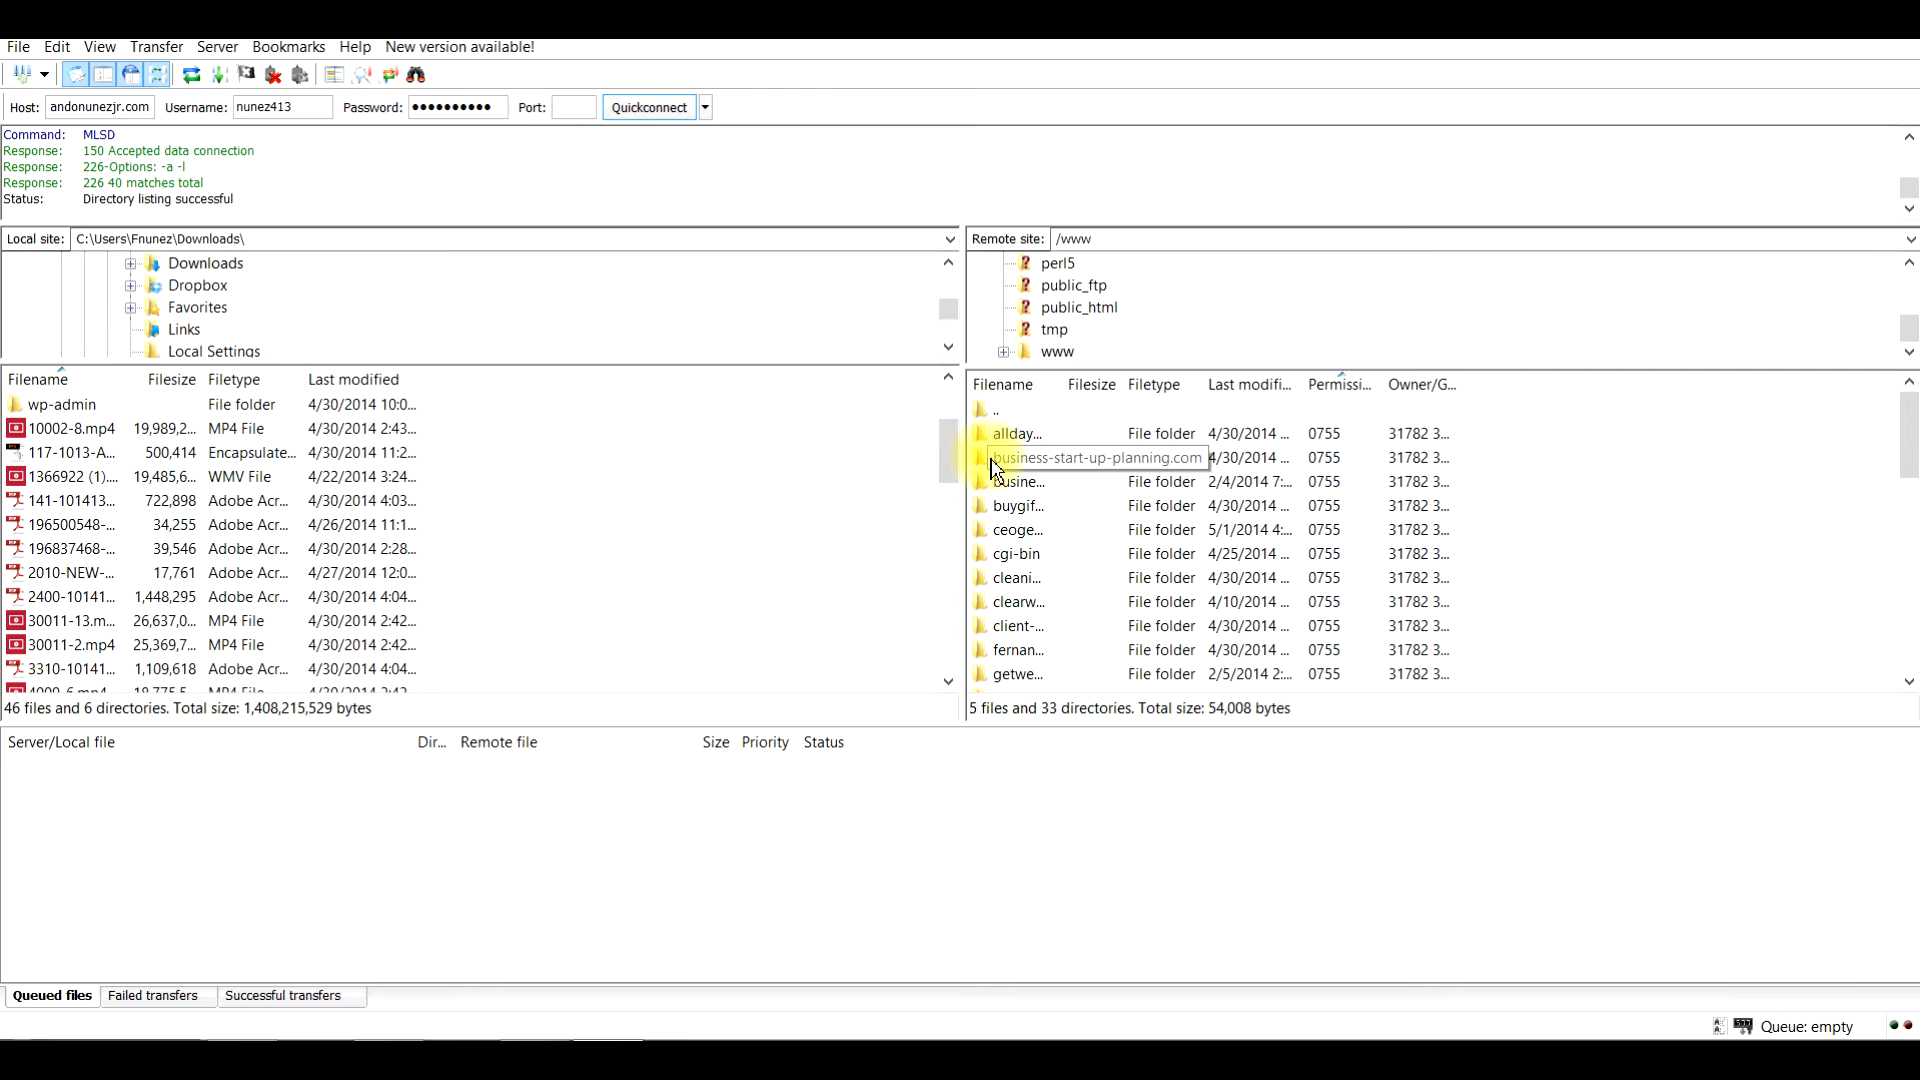 File Edit View Transfer Server Bookmarks Help New version available!
Host: andonunezjr.com Username: nunez413 Password: •••••••••• Port: Quickconnect
Command: MLSD
Response: 150 Accepted data connection
Response: 226-Options: -a -l
Response: 226 40 matches total
Status: Directory listing successful
Local site: C:\Users\Fnunez\Downloads\
Downloads
Dropbox
Favorites
Links
Local Settings
Filename Filesize Filetype Last modified
wp-admin File folder 4/30/2014 10:0...
10002-8.mp4 19,989,2... MP4 File 4/30/2014 2:43...
117-1013-A... 500,414 Encapsulate... 4/30/2014 11:2...
1366922 (1).... 19,485,6... WMV File 4/22/2014 3:24...
141-101413... 722,898 Adobe Acr... 4/30/2014 4:03...
196500548-... 34,255 Adobe Acr... 4/26/2014 11:1...
196837468-... 39,546 Adobe Acr... 4/30/2014 2:28...
2010-NEW-... 17,761 Adobe Acr... 4/27/2014 12:0...
2400-10141... 1,448,295 Adobe Acr... 4/30/2014 4:04...
30011-13.m... 26,637,0... MP4 File 4/30/2014 2:42...
30011-2.mp4 25,369,7... MP4 File 4/30/2014 2:42...
3310-10141... 1,109,618 Adobe Acr... 4/30/2014 4:04...
46 files and 6 directories. Total size: 1,408,215,529 bytes
Remote site: /www
perl5
public_ftp
public_html
tmp
www
Filename Filesize Filetype Last modifi... Permissi... Owner/G...
..
allday... File folder 4/30/2014 ... 0755 31782 3...
business-start-up-planning.com 4/30/2014 ... 0755 31782 3...
busine... File folder 2/4/2014 7:... 0755 31782 3...
buygif... File folder 4/30/2014 ... 0755 31782 3...
ceoge... File folder 5/1/2014 4:... 0755 31782 3...
cgi-bin File folder 4/25/2014 ... 0755 31782 3...
cleani... File folder 4/30/2014 ... 0755 31782 3...
clearw... File folder 4/10/2014 ... 0755 31782 3...
client-... File folder 4/30/2014 ... 0755 31782 3...
fernan... File folder 4/30/2014 ... 0755 31782 3...
getwe... File folder 2/5/2014 2:... 0755 31782 3...
5 files and 33 directories. Total size: 54,008 bytes
Server/Local file Dir... Remote file Size Priority Status
Queued files Failed transfers Successful transfers
Queue: empty